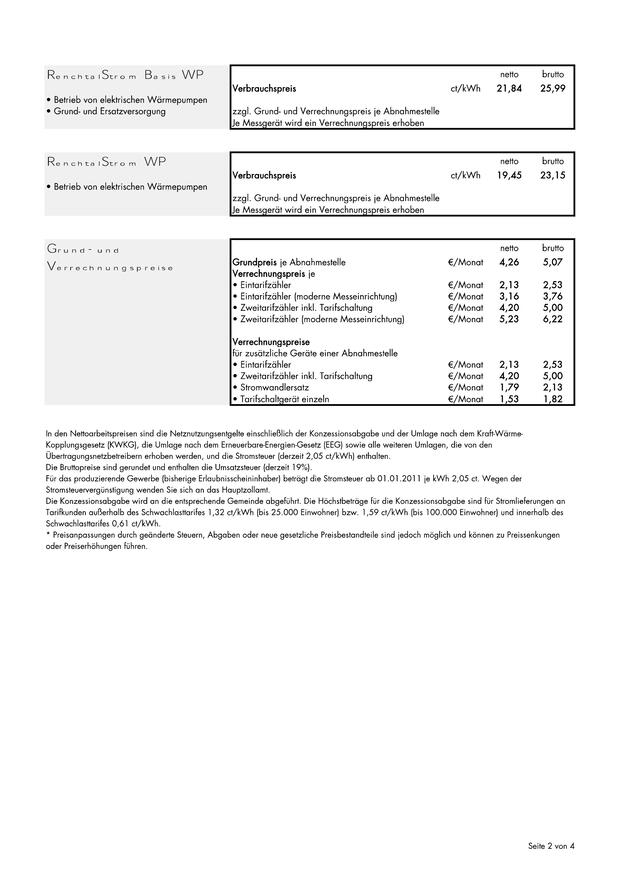 netto brutto
RenchtalStrom Basis WP
Verbrauchspreis ct/kWh 21,84 25,99
• Betrieb von elektrischen Wärmepumpen
• Grund- und Ersatzversorgung
zzgl. Grund- und Verrechnungspreis je Abnahmestelle
Je Messgerät wird ein Verrechnungspreis erhoben
netto brutto
RenchtalStrom WP
Verbrauchspreis ct/kWh 19,45 23,15
• Betrieb von elektrischen Wärmepumpen
zzgl. Grund- und Verrechnungspreis je Abnahmestelle
Je Messgerät wird ein Verrechnungspreis erhoben
Grund- und
Verrechnungspreise
netto brutto
Grundpreis je Abnahmestelle €/Monat 4,26 5,07
Verrechnungspreis je
• Eintarifzähler €/Monat 2,13 2,53
• Eintarifzähler (moderne Messeinrichtung) €/Monat 3,16 3,76
• Zweitarifzähler inkl. Tarifschaltung €/Monat 4,20 5,00
• Zweitarifzähler (moderne Messeinrichtung) €/Monat 5,23 6,22
Verrechnungspreise
für zusätzliche Geräte einer Abnahmestelle
• Eintarifzähler €/Monat 2,13 2,53
• Zweitarifzähler inkl. Tarifschaltung €/Monat 4,20 5,00
• Stromwandlersatz €/Monat 1,79 2,13
• Tarifschaltgerät einzeln €/Monat 1,53 1,82
In den Nettoarbeitspreisen sind die Netznutzungsentgelte einschließlich der Konzessionsabgabe und der Umlage nach dem Kraft-Wärme-
Kopplungsgesetz (KWKG), die Umlage nach dem Erneuerbare-Energien-Gesetz (EEG) sowie alle weiteren Umlagen, die von den
Übertragungsnetzbetreibern erhoben werden, und die Stromsteuer (derzeit 2,05 ct/kWh) enthalten.
Die Bruttopreise sind gerundet und enthalten die Umsatzsteuer (derzeit 19%).
Für das produzierende Gewerbe (bisherige Erlaubnisscheininhaber) beträgt die Stromsteuer ab 01.01.2011 je kWh 2,05 ct. Wegen der
Stromsteuervergünstigung wenden Sie sich an das Hauptzollamt.
Die Konzessionsabgabe wird an die entsprechende Gemeinde abgeführt. Die Höchstbeträge für die Konzessionsabgabe sind für Stromlieferungen an
Tarifkunden außerhalb des Schwachlasttarifes 1,32 ct/kWh (bis 25.000 Einwohner) bzw. 1,59 ct/kWh (bis 100.000 Einwohner) und innerhalb des
Schwachlasttarifes 0,61 ct/kWh.
* Preisanpassungen durch geänderte Steuern, Abgaben oder neue gesetzliche Preisbestandteile sind jedoch möglich und können zu Preissenkungen
oder Preiserhöhungen führen.
Seite 2 von 4